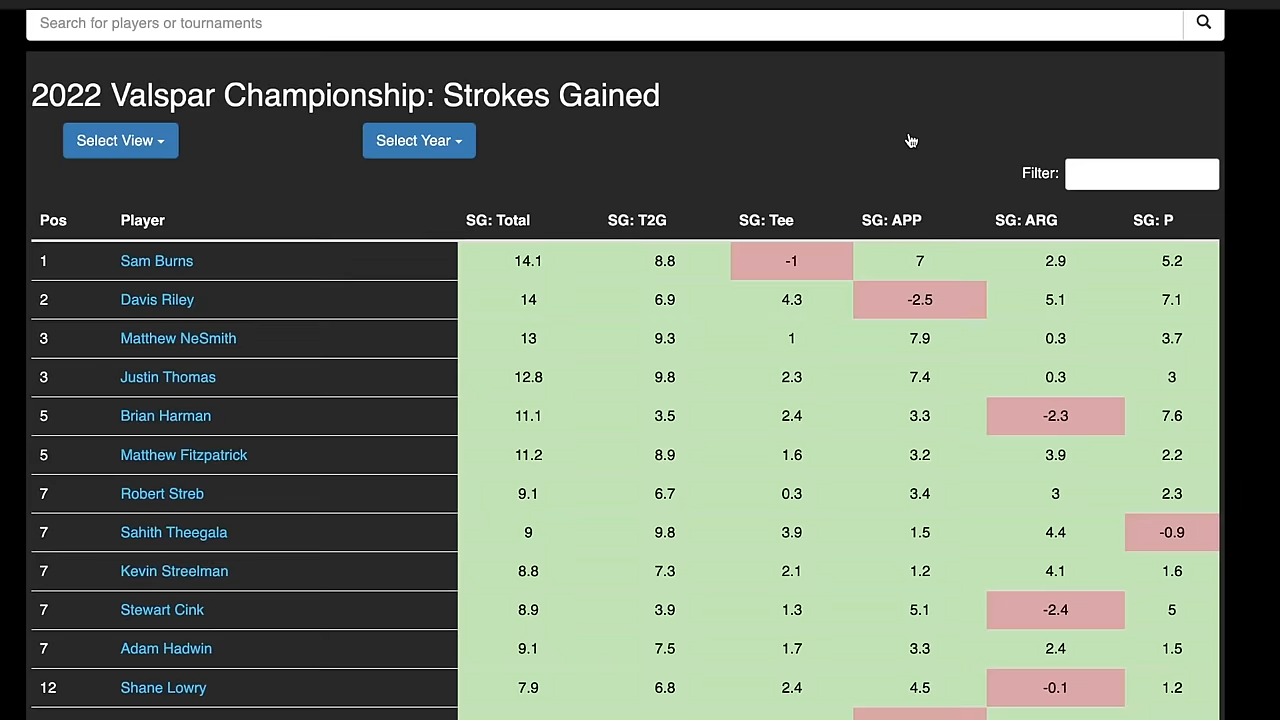 Search for players or tournaments
2022 Valspar Championship: Strokes Gained
Select View Select Year
Filter:
Pos Player SG: Total SG: T2G SG: Tee SG: APP SG: ARG SG: P
1 Sam Burns 14.1 8.8 -1 7 2.9 5.2
2 Davis Riley 14 6.9 4.3 -2.5 5.1 7.1
3 Matthew NeSmith 13 9.3 1 7.9 0.3 3.7
3 Justin Thomas 12.8 9.8 2.3 7.4 0.3 3
5 Brian Harman 11.1 3.5 2.4 3.3 -2.3 7.6
5 Matthew Fitzpatrick 11.2 8.9 1.6 3.2 3.9 2.2
7 Robert Streb 9.1 6.7 0.3 3.4 3 2.3
7 Sahith Theegala 9 9.8 3.9 1.5 4.4 -0.9
7 Kevin Streelman 8.8 7.3 2.1 1.2 4.1 1.6
7 Stewart Cink 8.9 3.9 1.3 5.1 -2.4 5
7 Adam Hadwin 9.1 7.5 1.7 3.3 2.4 1.5
12 Shane Lowry 7.9 6.8 2.4 4.5 -0.1 1.2